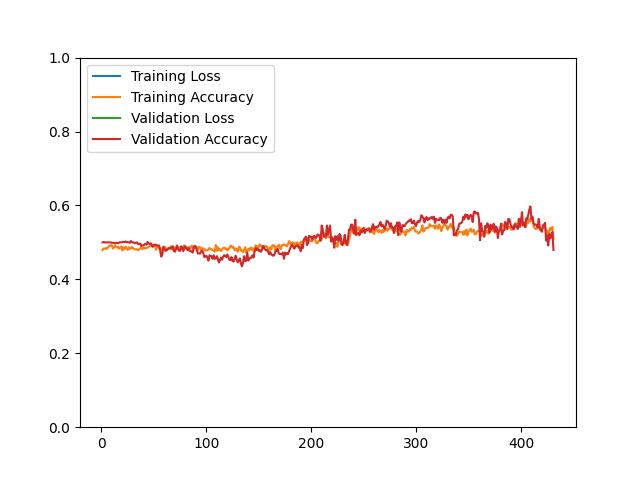 Training Loss
Training Accuracy
Validation Loss
Validation Accuracy
1.0
0.8
0.6
0.4
0.2
0.0
0 100 200 300 400